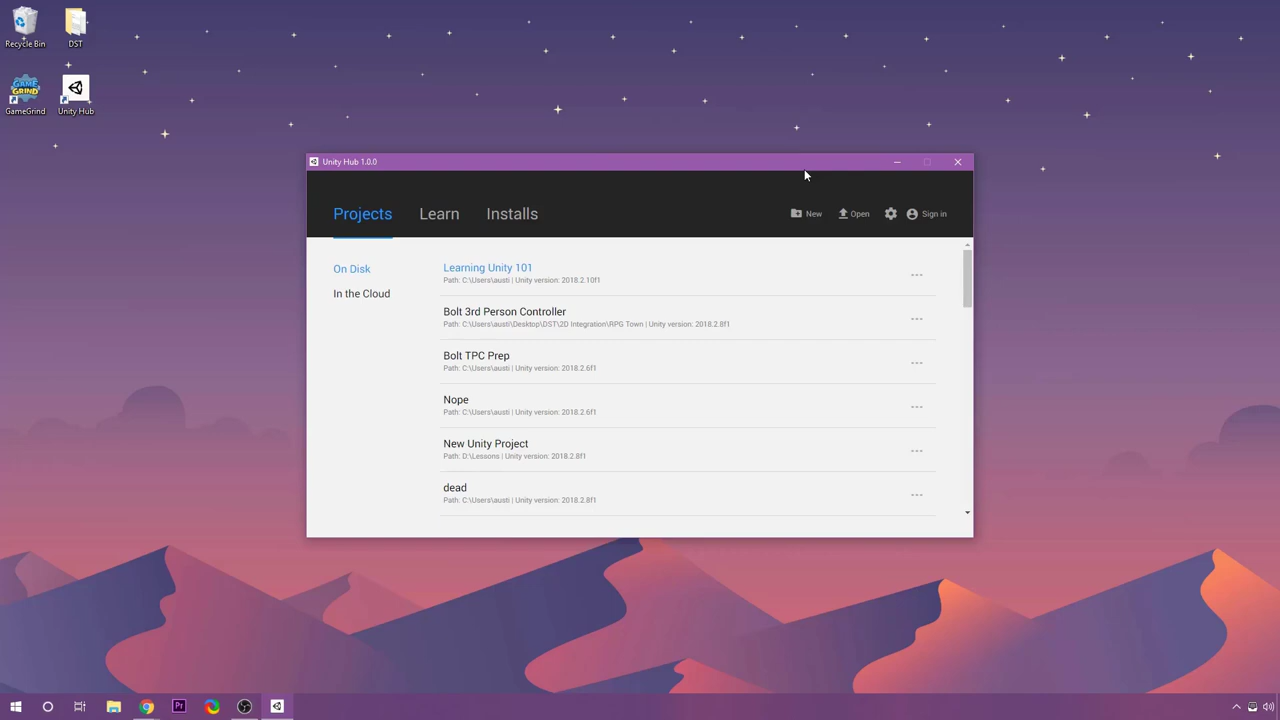 Recycle Bin
DST
GAME GRIND
GameGrind
Unity Hub
Unity Hub 1.0.0
Projects
Learn
Installs
New
Open
Sign in
On Disk
In the Cloud
Learning Unity 101
Path: C:\Users\austi | Unity version: 2018.2.10f1
Bolt 3rd Person Controller
Path: C:\Users\austi\Desktop\DST\2D Integration\RPG Town | Unity version: 2018.2.8f1
Bolt TPC Prep
Path: C:\Users\austi | Unity version: 2018.2.6f1
Nope
Path: C:\Users\austi | Unity version: 2018.2.6f1
New Unity Project
Path: D:\Lessons | Unity version: 2018.2.8f1
dead
Path: C:\Users\austi | Unity version: 2018.2.8f1
Pr